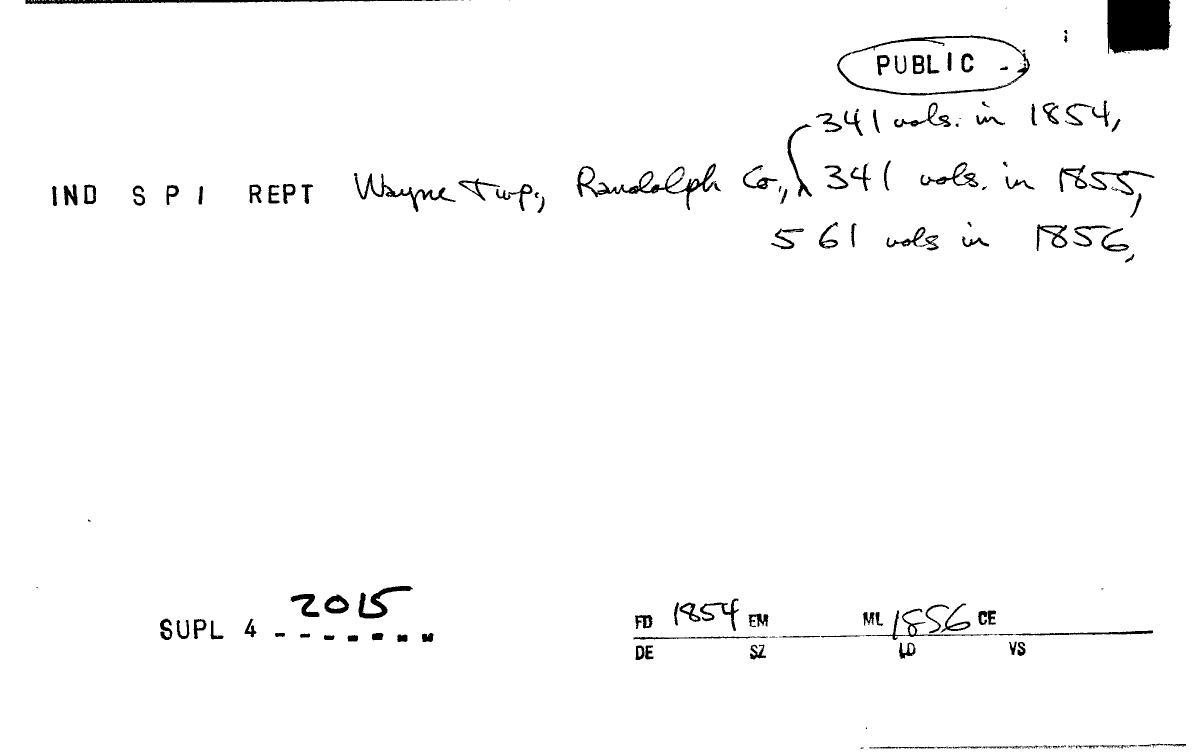 PUBLIC
341 vols. in 1854,
IND S P I REPT Wayne Twp., Randolph Co., 341 vols. in 1855,
561 vols in 1856,
SUPL 4 2015
FD 1854 EM ML 1856 CE
DE SZ LD VS